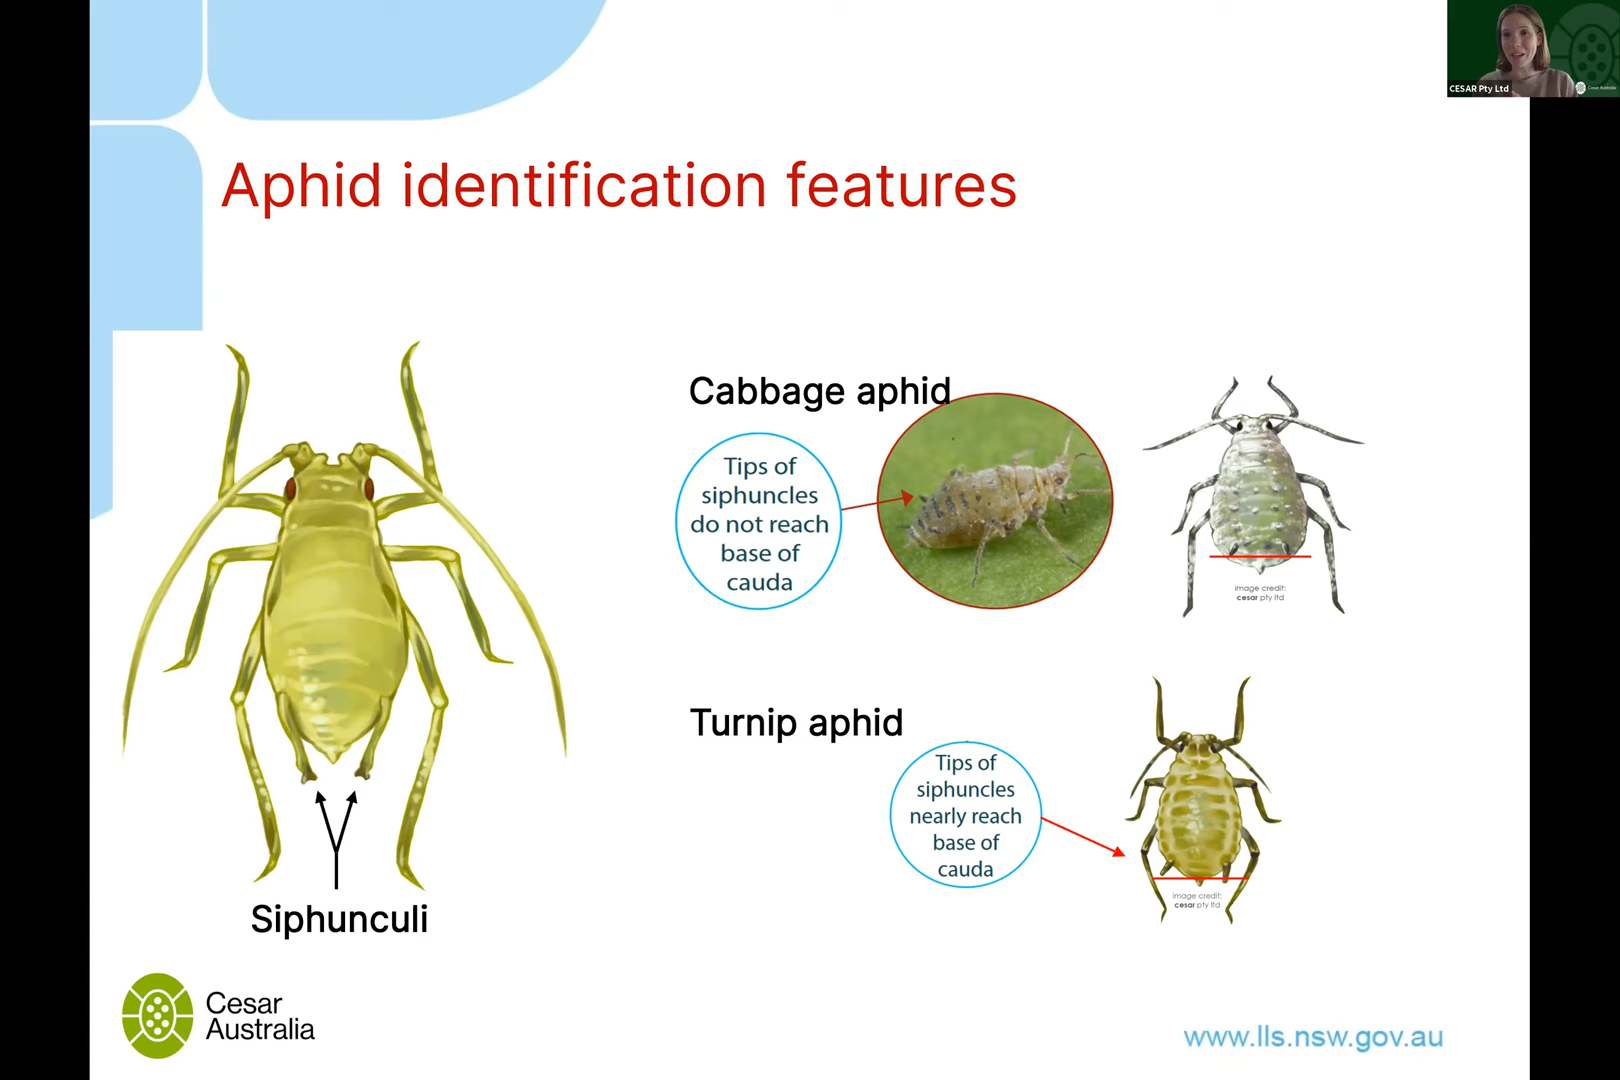 CESAR Pty Ltd
Cesar Australia
Aphid identification features
Cabbage aphid
Tips of
siphuncles
do not reach
base of
cauda
image credit:
cesar pty ltd
Turnip aphid
Tips of
siphuncles
nearly reach
base of
cauda
image credit:
cesar pty ltd
Siphunculi
Cesar
Australia
www.lls.nsw.gov.au